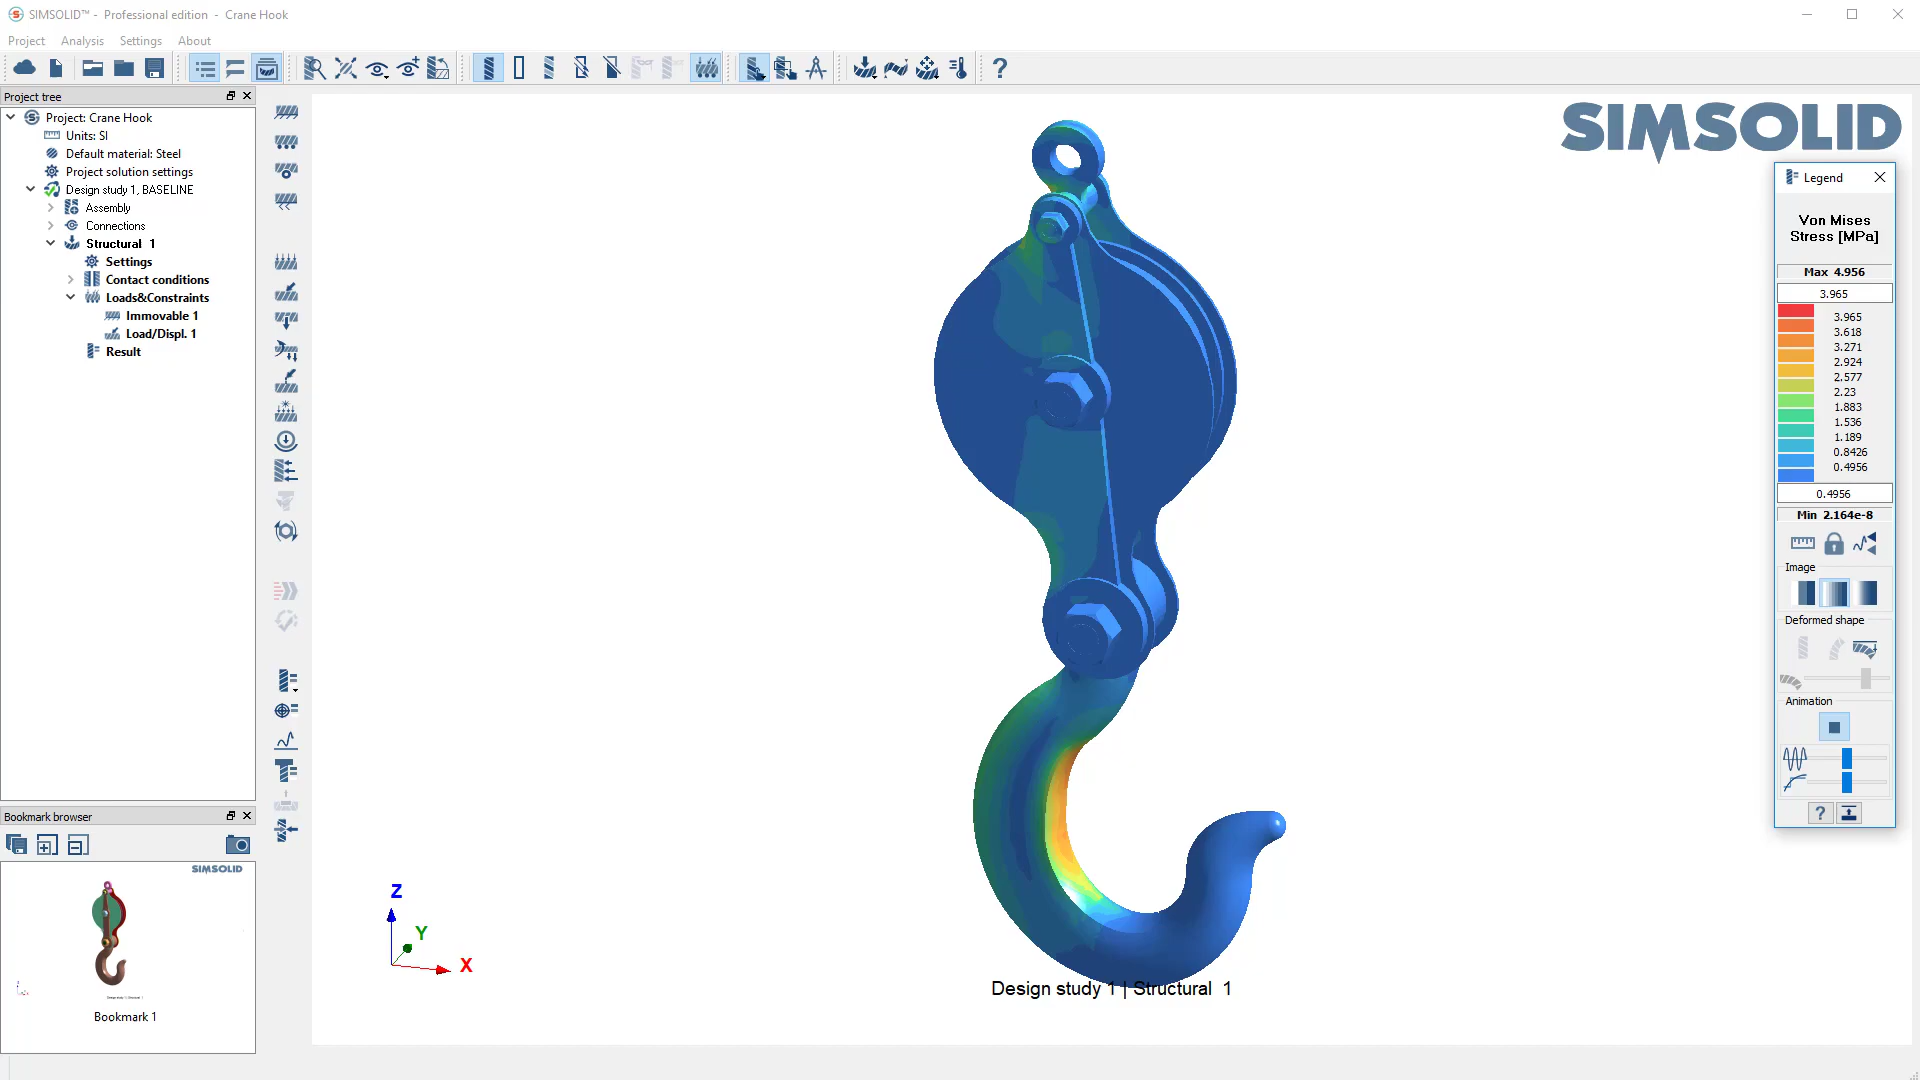 SIMSOLID™ - Professional edition - Crane Hook
Project Analysis Settings About
Project tree
Project: Crane Hook
Units: SI
Default material: Steel
Project solution settings
Design study 1, BASELINE
Assembly
Connections
Structural 1
Settings
Contact conditions
Loads&Constraints
Immovable 1
Load/Displ. 1
Result
Bookmark browser
SIMSOLID
Bookmark 1
Z
Y
X
Design study 1 | Structural 1
SIMSOLID
Legend
Von Mises
Stress [MPa]
Max 4.956
3.965
3.965
3.618
3.271
2.924
2.577
2.23
1.883
1.536
1.189
0.8426
0.4956
0.4956
Min 2.164e-8
Image
Deformed shape
Animation
?